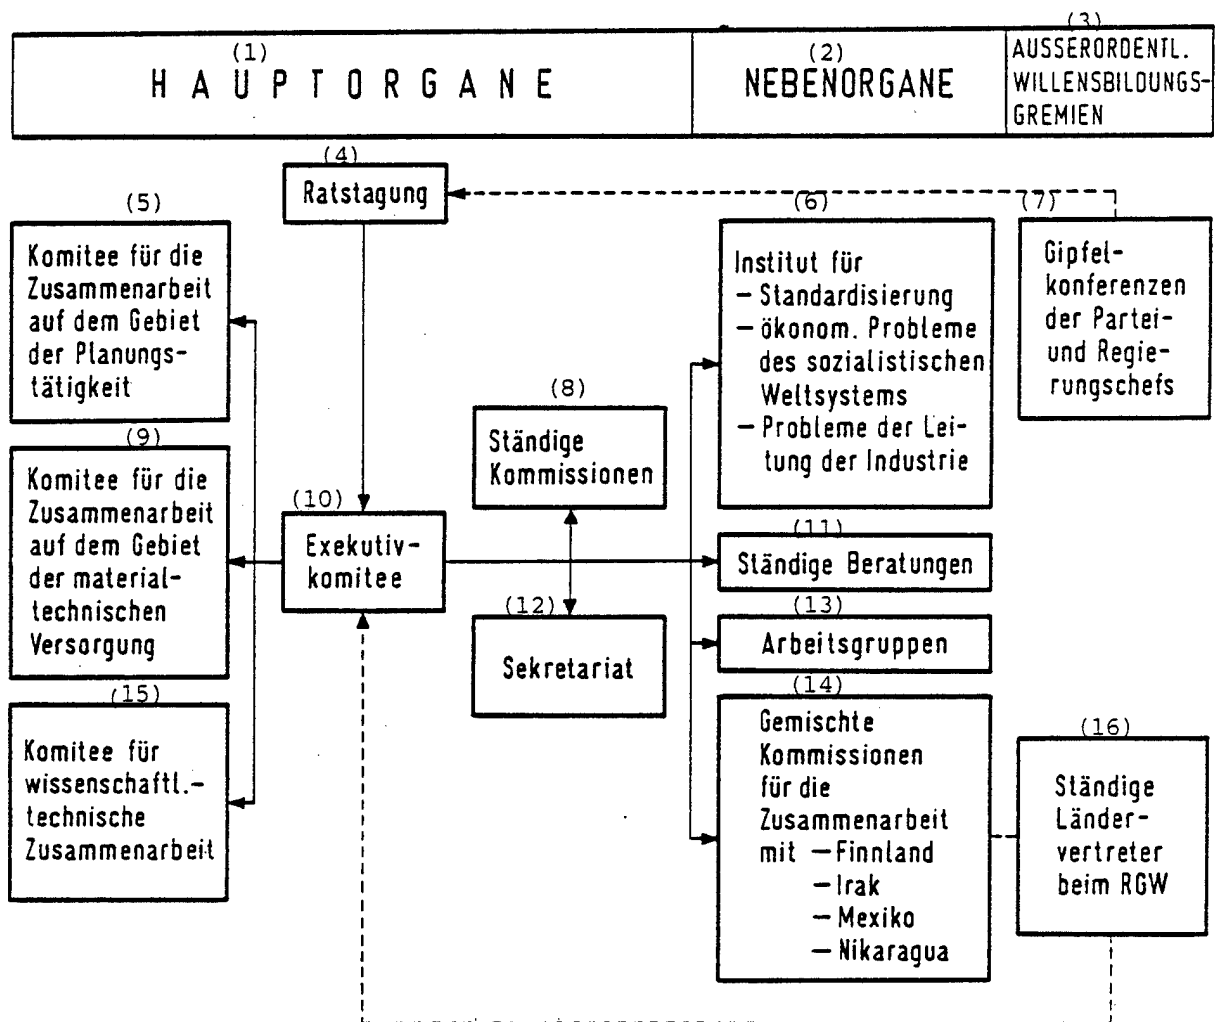 (1)
HAUPTORGANE
(2)
NEBENORGANE
(3)
AUSSERORDENTL.
WILLENSBILDUNGS-
GREMIEN
(4)
Ratstagung
(5)
Komitee für die
Zusammenarbeit
auf dem Gebiet
der Planungs-
tätigkeit
(6)
Institut für
– Standardisierung
– ökonom. Probleme
des sozialistischen
Weltsystems
– Probleme der Lei-
tung der Industrie
(7)
Gipfel-
konferenzen
der Partei-
und Regie-
rungschefs
(8)
Ständige
Kommissionen
(9)
Komitee für die
Zusammenarbeit
auf dem Gebiet
der material-
technischen
Versorgung
(10)
Exekutiv-
komitee
(11)
Ständige Beratungen
(12)
Sekretariat
(13)
Arbeitsgruppen
(14)
Gemischte
Kommissionen
für die
Zusammenarbeit
mit – Finnland
– Irak
– Mexiko
– Nikaragua
(15)
Komitee für
wissenschaftl.-
technische
Zusammenarbeit
(16)
Ständige
Länder-
vertreter
beim RGW